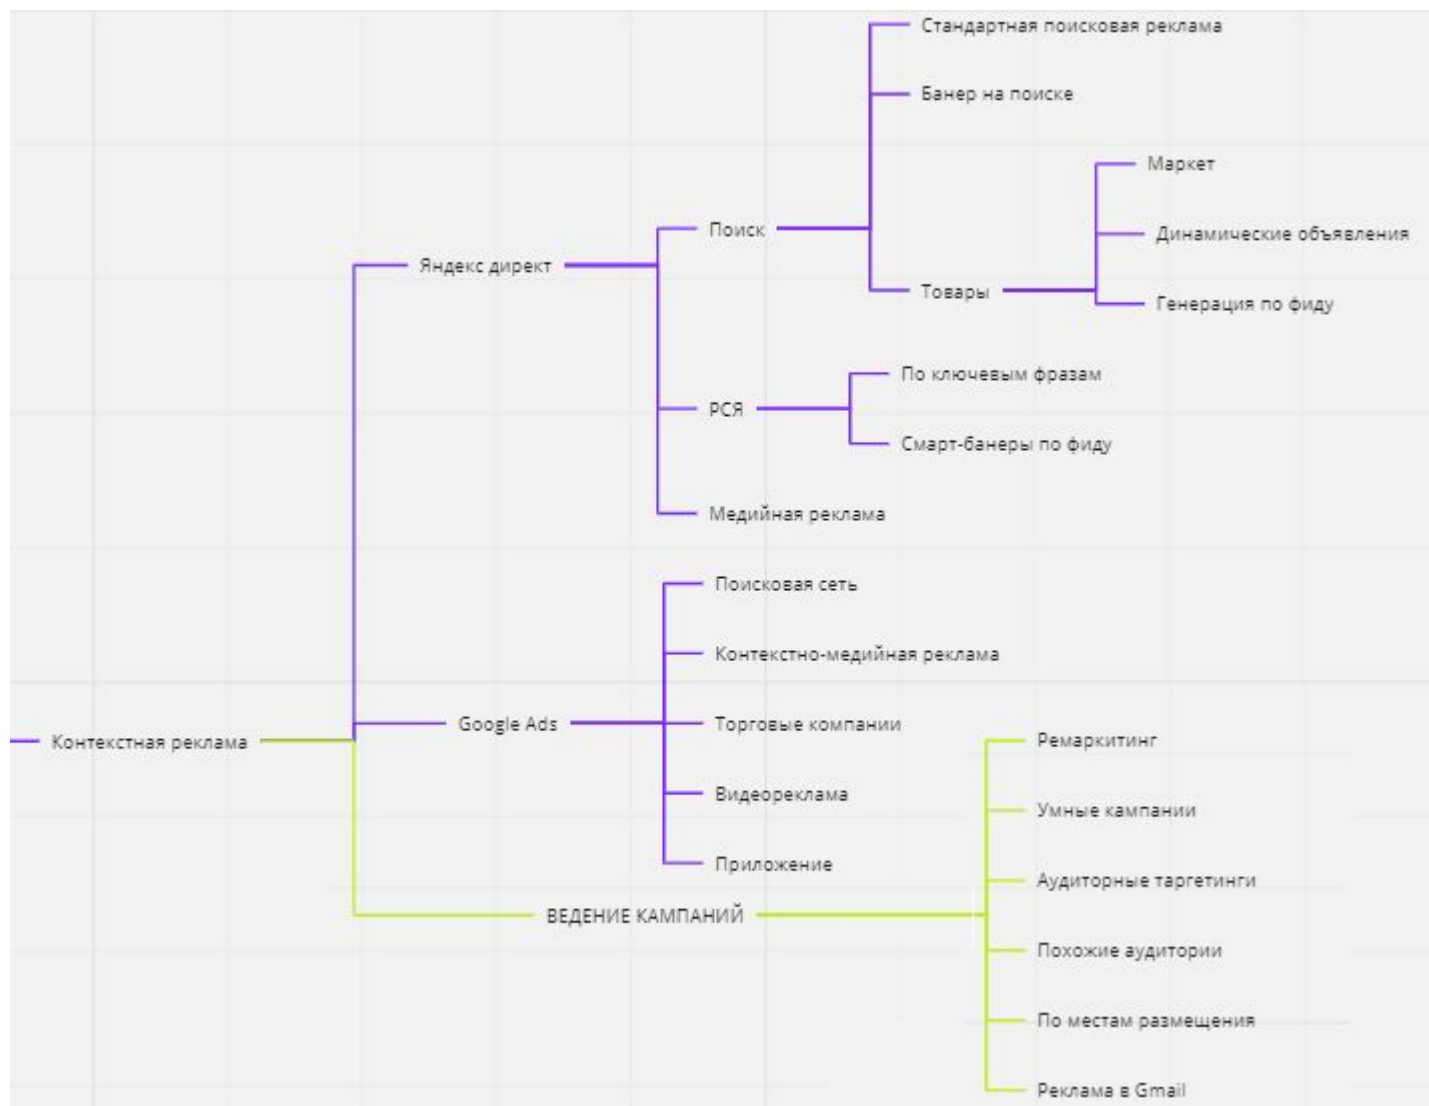 Стандартная поисковая реклама
Банер на поиске
Маркет
Поиск
Динамические объявления
Яндекс директ
Товары
Генерация по фиду
По ключевым фразам
РСЯ
Смарт-банеры по фиду
Медийная реклама
Поисковая сеть
Контекстно-медийная реклама
Google Ads
Торговые компании
Контекстная реклама
Ремаркитинг
Видеореклама
Умные кампании
Приложение
Аудиторные таргетинги
ВЕДЕНИЕ КАМПАНИЙ
Похожие аудитории
По местам размещения
Реклама в Gmail